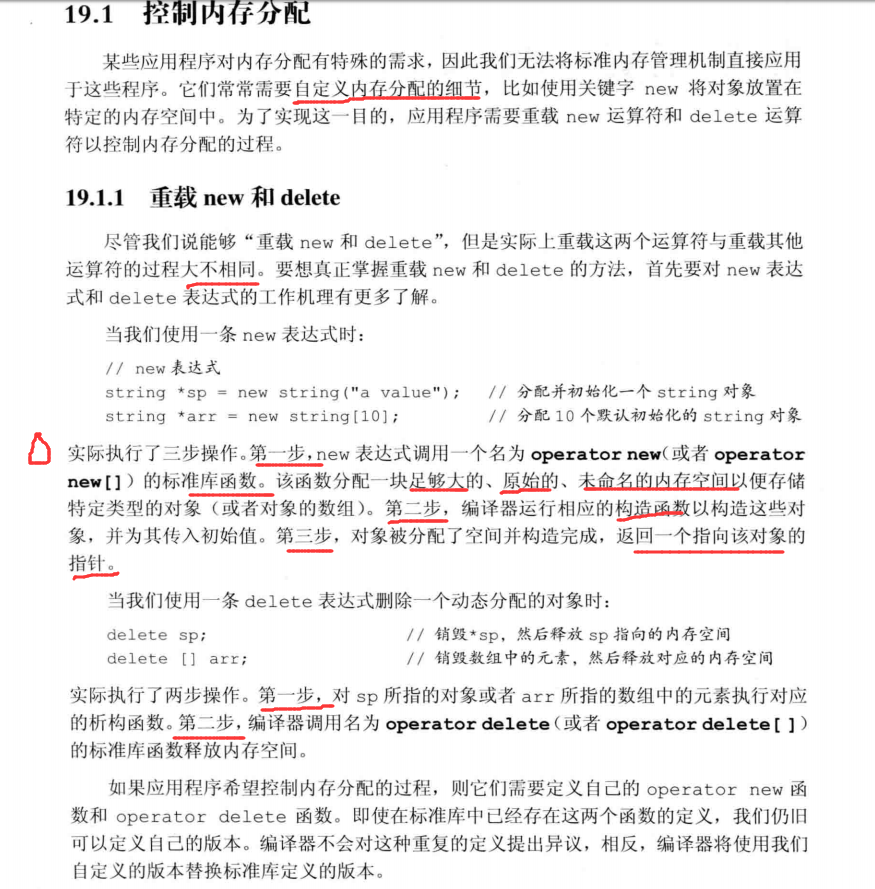 19.1 控制内存分配
某些应用程序对内存分配有特殊的需求，因此我们无法将标准内存管理机制直接应用
于这些程序。它们常常需要自定义内存分配的细节，比如使用关键字 new 将对象放置在
特定的内存空间中。为了实现这一目的，应用程序需要重载 new 运算符和 delete 运算
符以控制内存分配的过程。
19.1.1 重载 new 和 delete
尽管我们说能够“重载 new 和 delete”，但是实际上重载这两个运算符与重载其他
运算符的过程大不相同。要想真正掌握重载 new 和 delete 的方法，首先要对 new 表达
式和 delete 表达式的工作机理有更多了解。
当我们使用一条 new 表达式时：
// new 表达式
string *sp = new string("a value"); // 分配并初始化一个 string 对象
string *arr = new string[10]; // 分配 10 个默认初始化的 string 对象
实际执行了三步操作。第一步，new 表达式调用一个名为 operator new（或者 operator
new[]）的标准库函数。该函数分配一块足够大的、原始的、未命名的内存空间以便存储
特定类型的对象（或者对象的数组）。第二步，编译器运行相应的构造函数以构造这些对
象，并为其传入初始值。第三步，对象被分配了空间并构造完成，返回一个指向该对象的
指针。
当我们使用一条 delete 表达式删除一个动态分配的对象时：
delete sp; // 销毁*sp，然后释放 sp 指向的内存空间
delete [] arr; // 销毁数组中的元素，然后释放对应的内存空间
实际执行了两步操作。第一步，对 sp 所指的对象或者 arr 所指的数组中的元素执行对应
的析构函数。第二步，编译器调用名为 operator delete（或者 operator delete[]）
的标准库函数释放内存空间。
如果应用程序希望控制内存分配的过程，则它们需要定义自己的 operator new 函
数和 operator delete 函数。即使在标准库中已经存在这两个函数的定义，我们仍旧
可以定义自己的版本。编译器不会对这种重复的定义提出异议，相反，编译器将使用我们
自定义的版本替换标准库定义的版本。